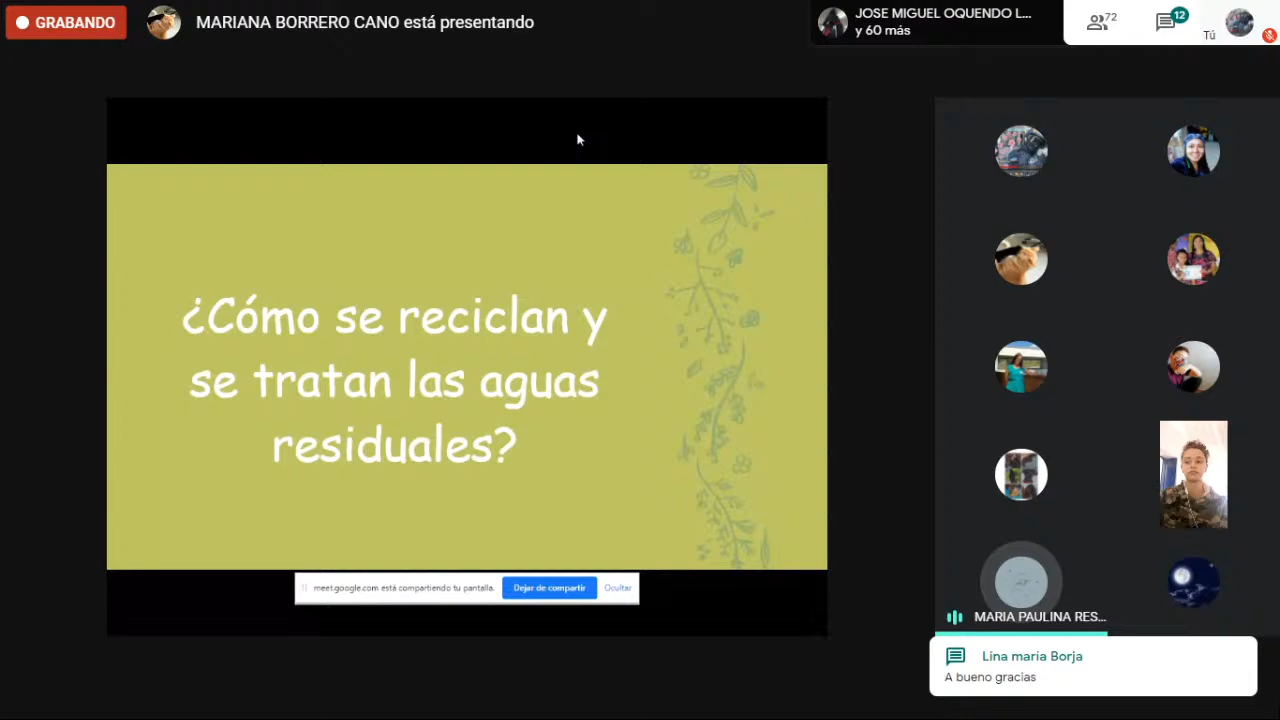 GRABANDO
MARIANA BORRERO CANO está presentando
JOSE MIGUEL OQUENDO L...
y 60 más
72
12
Tú
¿Cómo se reciclan y
se tratan las aguas
residuales?
meet.google.com está compartiendo tu pantalla.
Dejar de compartir
Ocultar
MARIA PAULINA RES...
Lina maria Borja
A bueno gracias